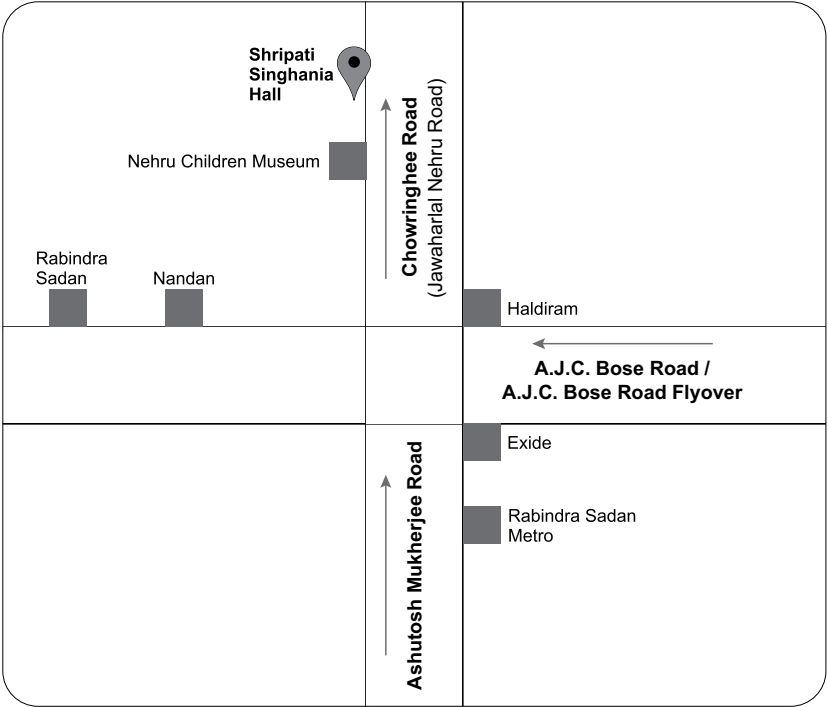 Shripati
Singhania
Hall
Nehru Children Museum
Chowringhee Road
(Jawaharlal Nehru Road)
Rabindra
Sadan
Nandan
Haldiram
A.J.C. Bose Road /
A.J.C. Bose Road Flyover
Exide
Ashutosh Mukherjee Road
Rabindra Sadan
Metro